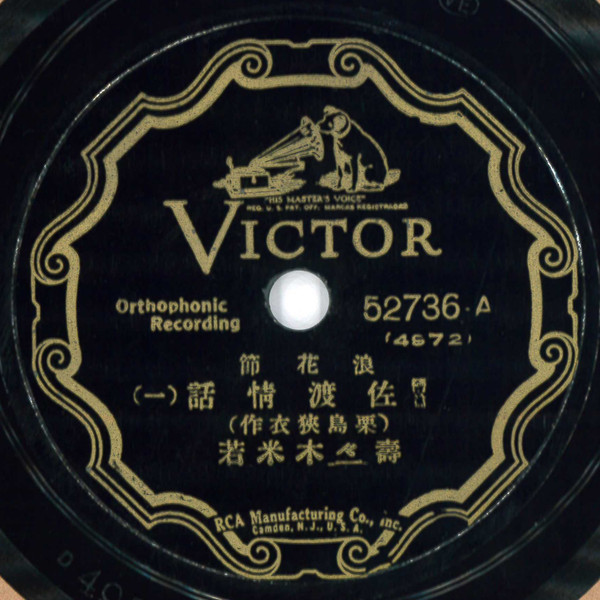 "HIS MASTER'S VOICE"
REG. U. S. PAT. OFF. MARCAS REGISTRADAS
VICTOR
Orthophonic
Recording
52736-A
(4672)
節花浪
(一)話情渡佐
(作衣狭島栗)
若米木々壽
RCA Manufacturing Co., Inc.
Camden, N. J., U. S. A.